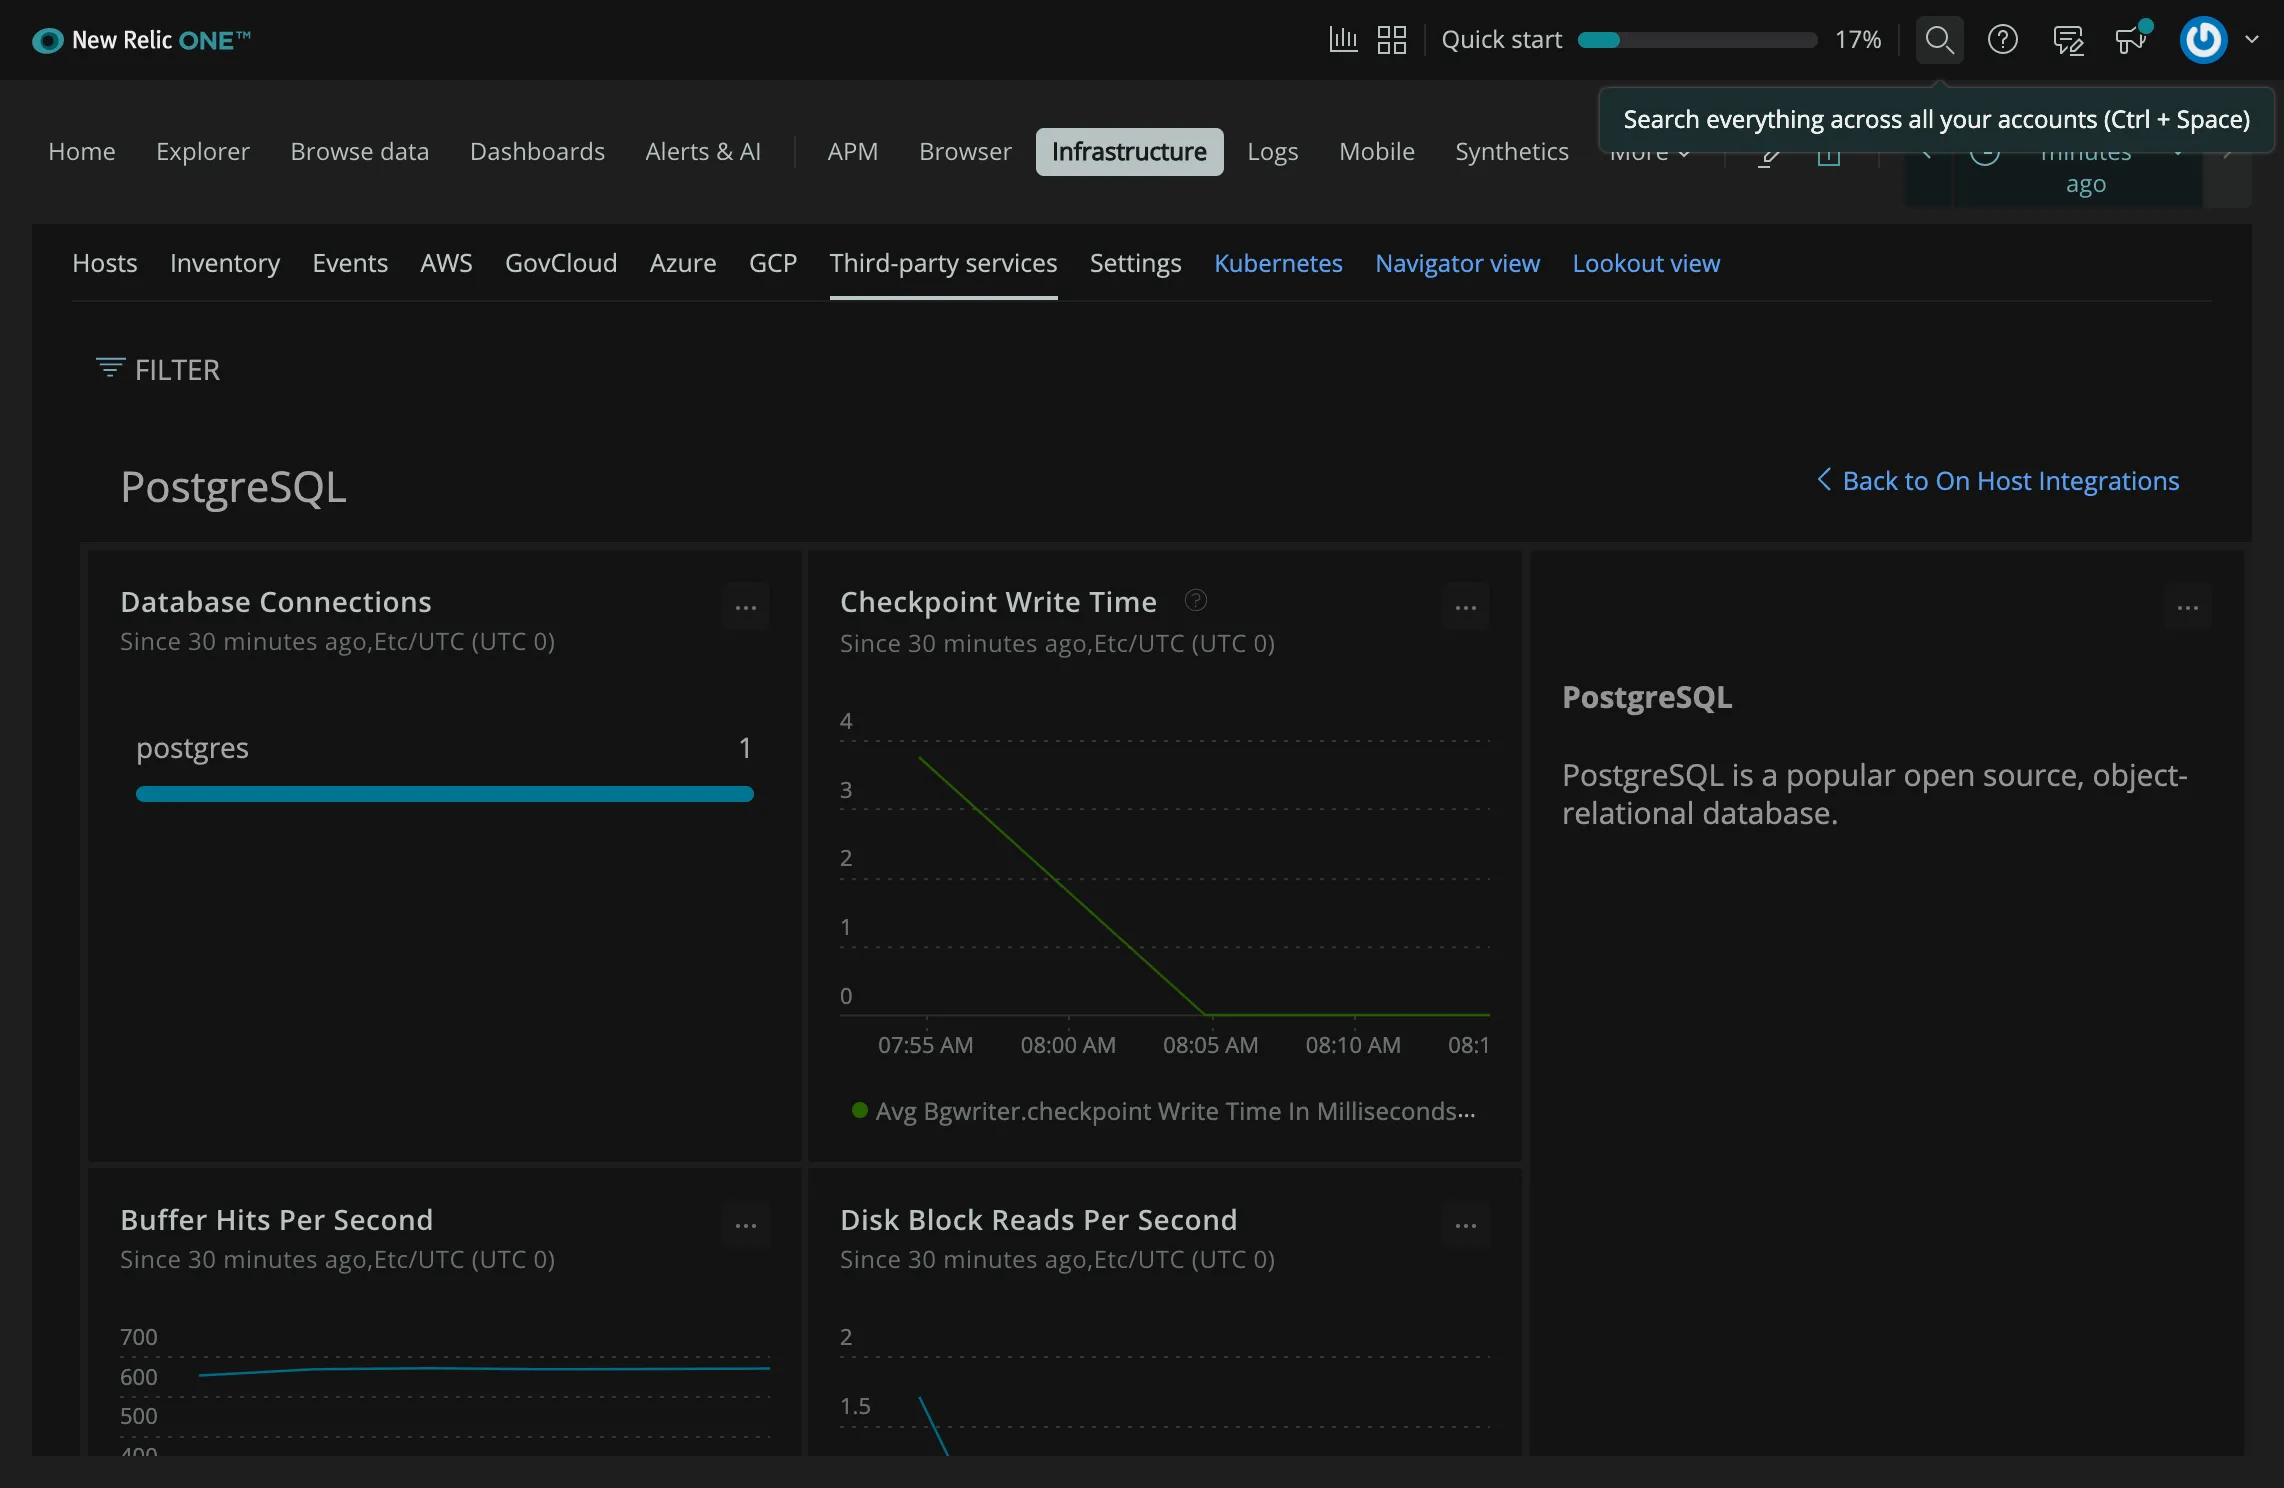 New Relic ONE™
Quick start 17%
Search everything across all your accounts (Ctrl + Space)
Home Explorer Browse data Dashboards Alerts & AI APM Browser Infrastructure Logs Mobile Synthetics More minutes
ago
Hosts Inventory Events AWS GovCloud Azure GCP Third-party services Settings Kubernetes Navigator view Lookout view
FILTER
PostgreSQL
Back to On Host Integrations
Database Connections
Since 30 minutes ago,Etc/UTC (UTC 0)
...
postgres 1
Checkpoint Write Time ?
Since 30 minutes ago,Etc/UTC (UTC 0)
...
4
3
2
1
0
07:55 AM 08:00 AM 08:05 AM 08:10 AM 08:1
Avg Bgwriter.checkpoint Write Time In Milliseconds...
...
PostgreSQL
PostgreSQL is a popular open source, object-
relational database.
Buffer Hits Per Second
Since 30 minutes ago,Etc/UTC (UTC 0)
...
700
600
500
400
Disk Block Reads Per Second
Since 30 minutes ago,Etc/UTC (UTC 0)
...
2
1.5